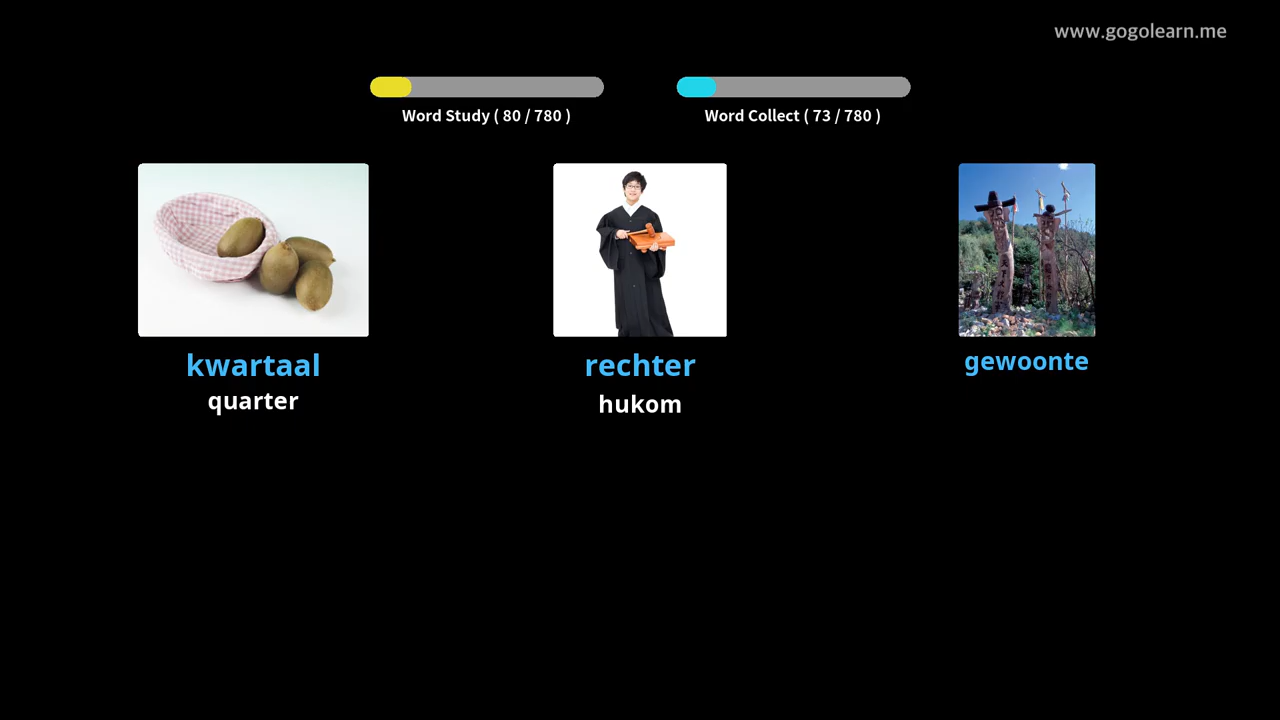 www.gogolearn.me
Word Study ( 80 / 780 )
Word Collect ( 73 / 780 )
kwartaal
quarter
rechter
hukom
gewoonte